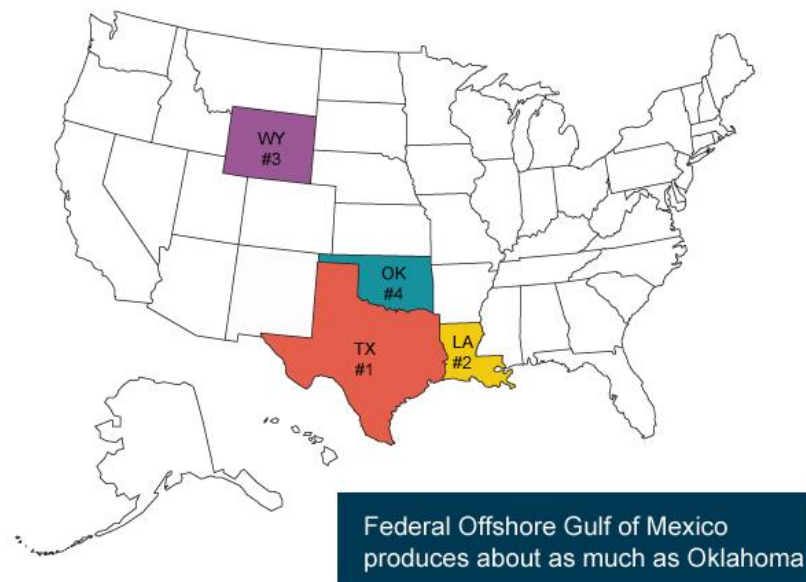 WY
#3
OK
#4
TX
#1
LA
#2
Federal Offshore Gulf of Mexico
produces about as much as Oklahoma